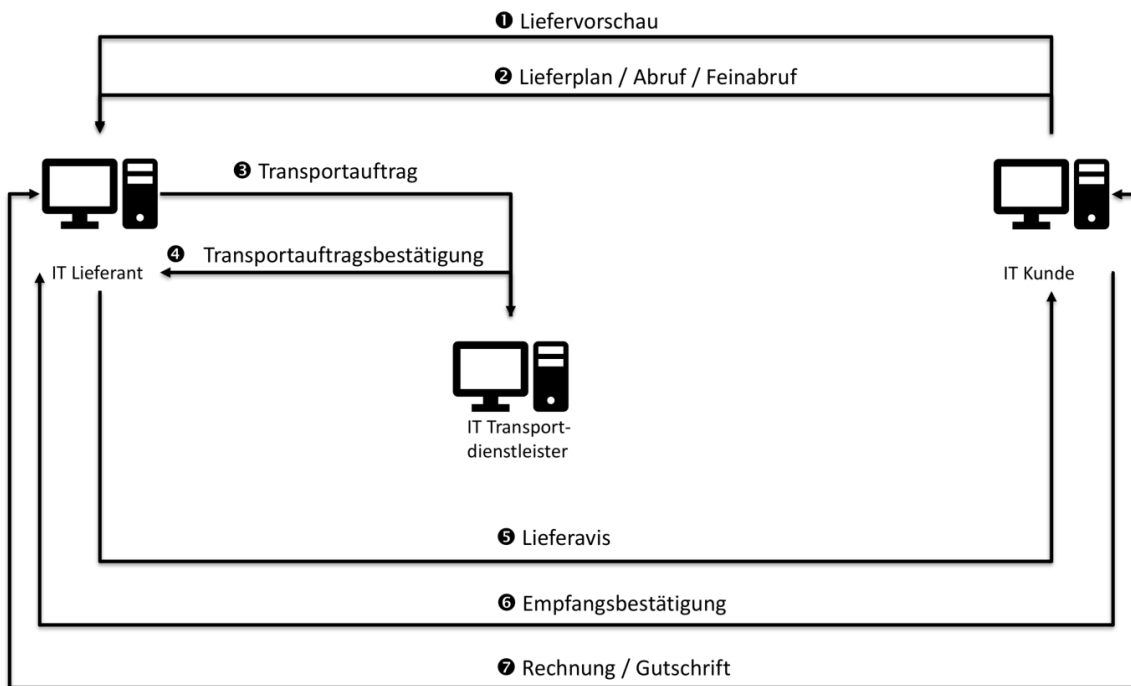 ❶ Liefervorschau
❷ Lieferplan / Abruf / Feinabruf
❸ Transportauftrag
❹ Transportauftragsbestätigung
IT Lieferant
IT Kunde
IT Transport-
dienstleister
❺ Lieferavis
❻ Empfangsbestätigung
❼ Rechnung / Gutschrift